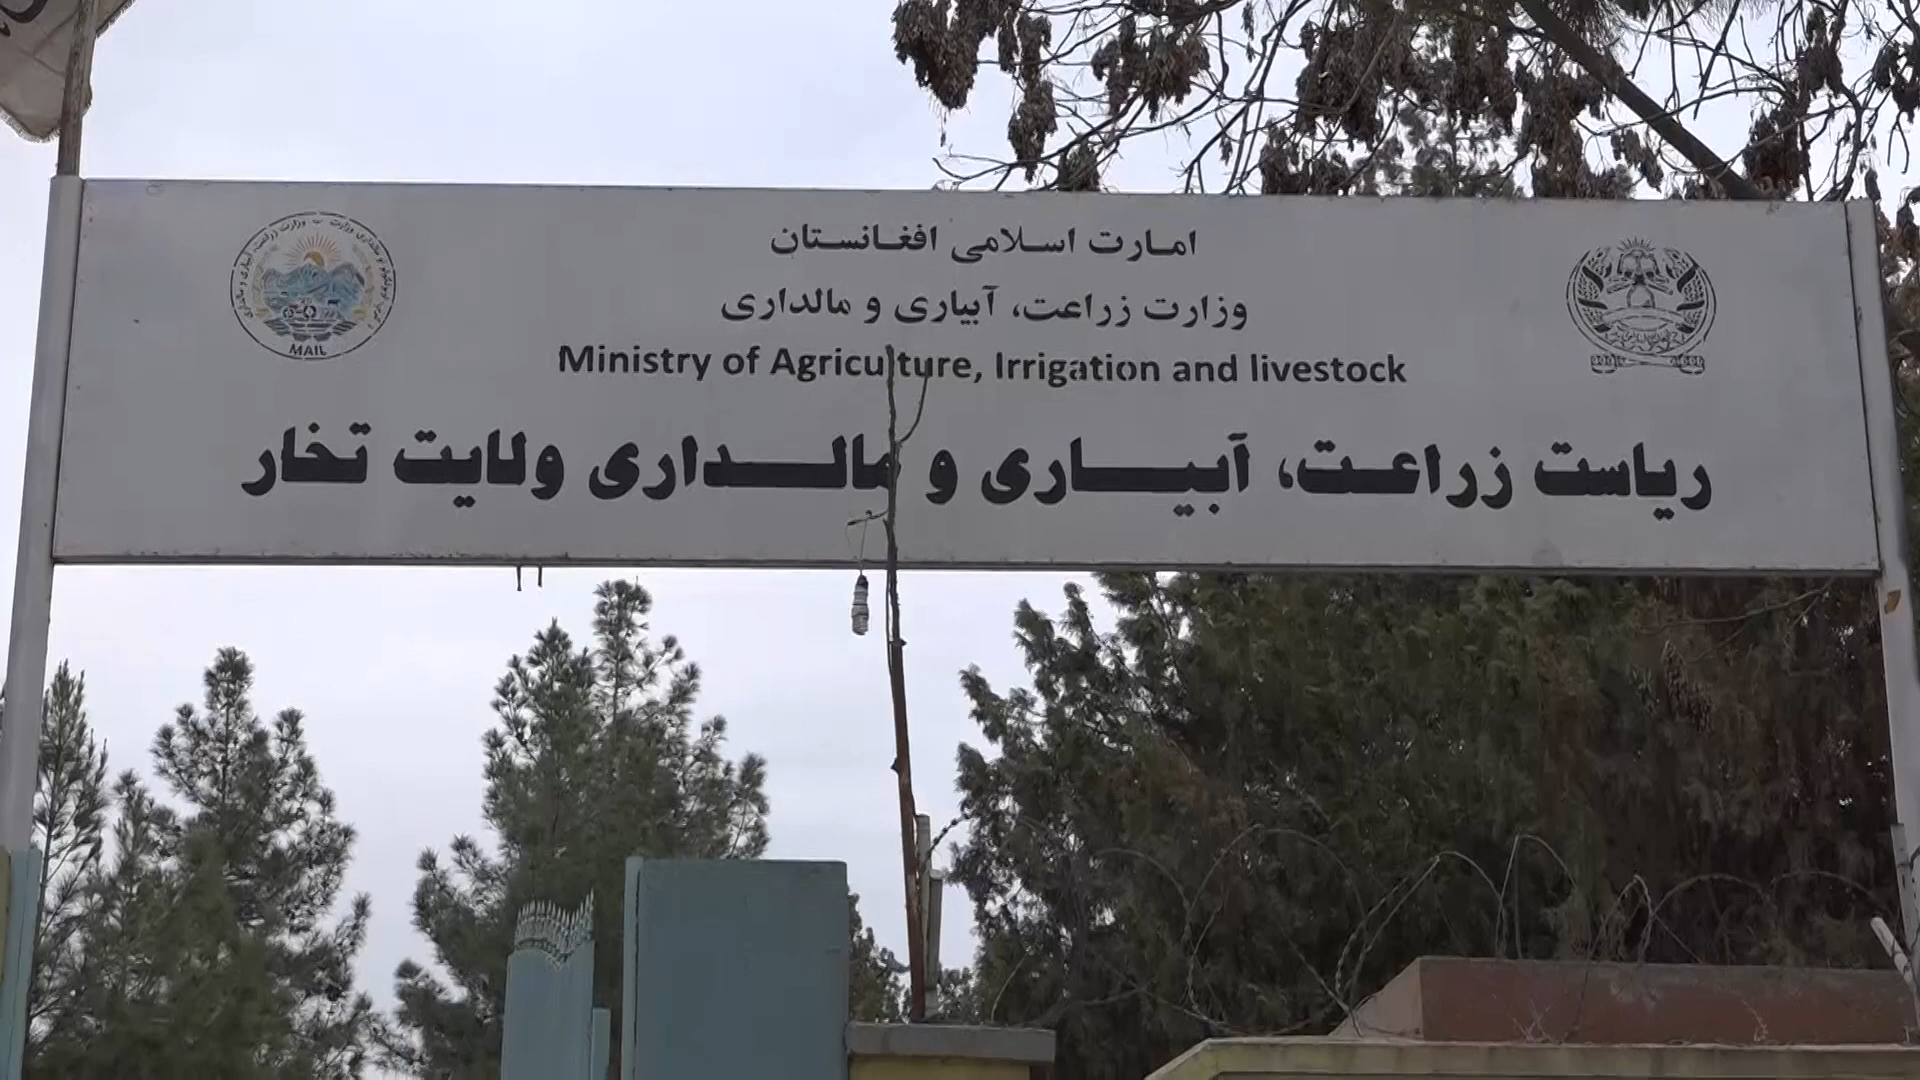 امارت اسلامی افغانستان
وزارت زراعت، آبیاری و مالداری
Ministry of Agriculture, Irrigation and livestock
ریاست زراعت، آبیاری و مالداری ولایت تخار
MAIL